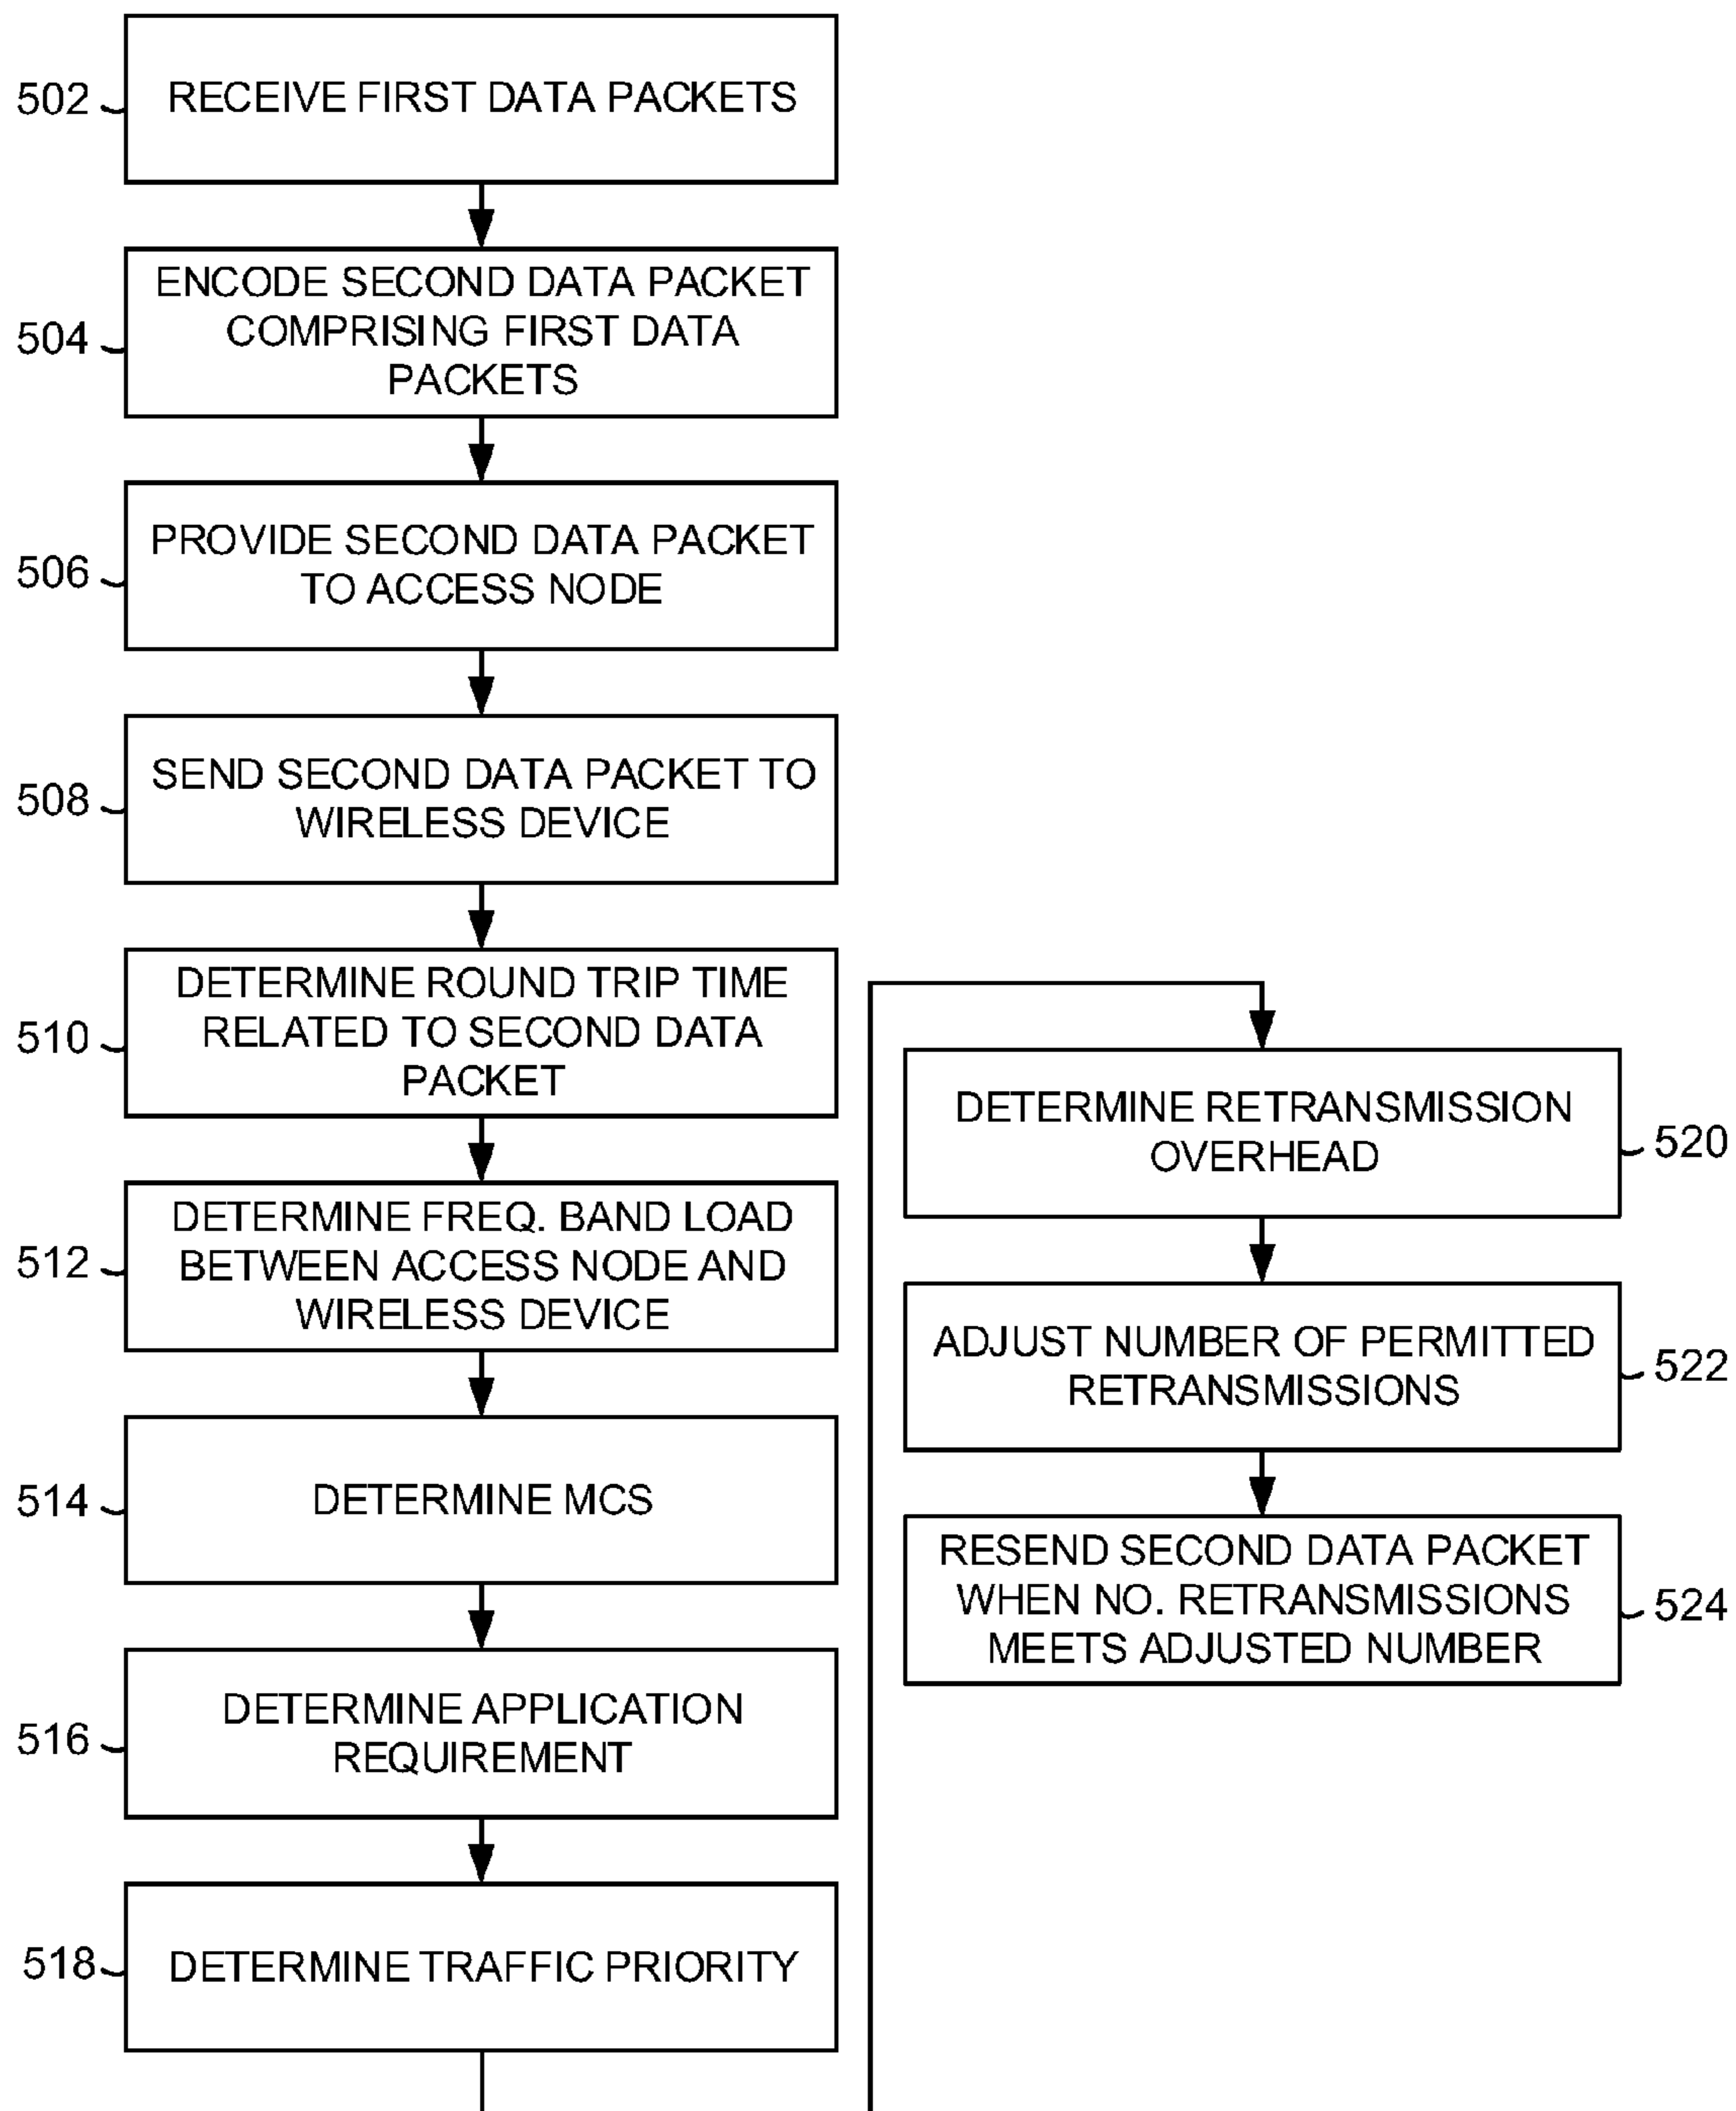 502
RECEIVE FIRST DATA PACKETS
504
ENCODE SECOND DATA PACKET
COMPRISING FIRST DATA
PACKETS
506
PROVIDE SECOND DATA PACKET
TO ACCESS NODE
508
SEND SECOND DATA PACKET TO
WIRELESS DEVICE
510
DETERMINE ROUND TRIP TIME
RELATED TO SECOND DATA
PACKET
512
DETERMINE FREQ. BAND LOAD
BETWEEN ACCESS NODE AND
WIRELESS DEVICE
514
DETERMINE MCS
516
DETERMINE APPLICATION
REQUIREMENT
518
DETERMINE TRAFFIC PRIORITY
DETERMINE RETRANSMISSION
OVERHEAD
520
ADJUST NUMBER OF PERMITTED
RETRANSMISSIONS
522
RESEND SECOND DATA PACKET
WHEN NO. RETRANSMISSIONS
MEETS ADJUSTED NUMBER
524